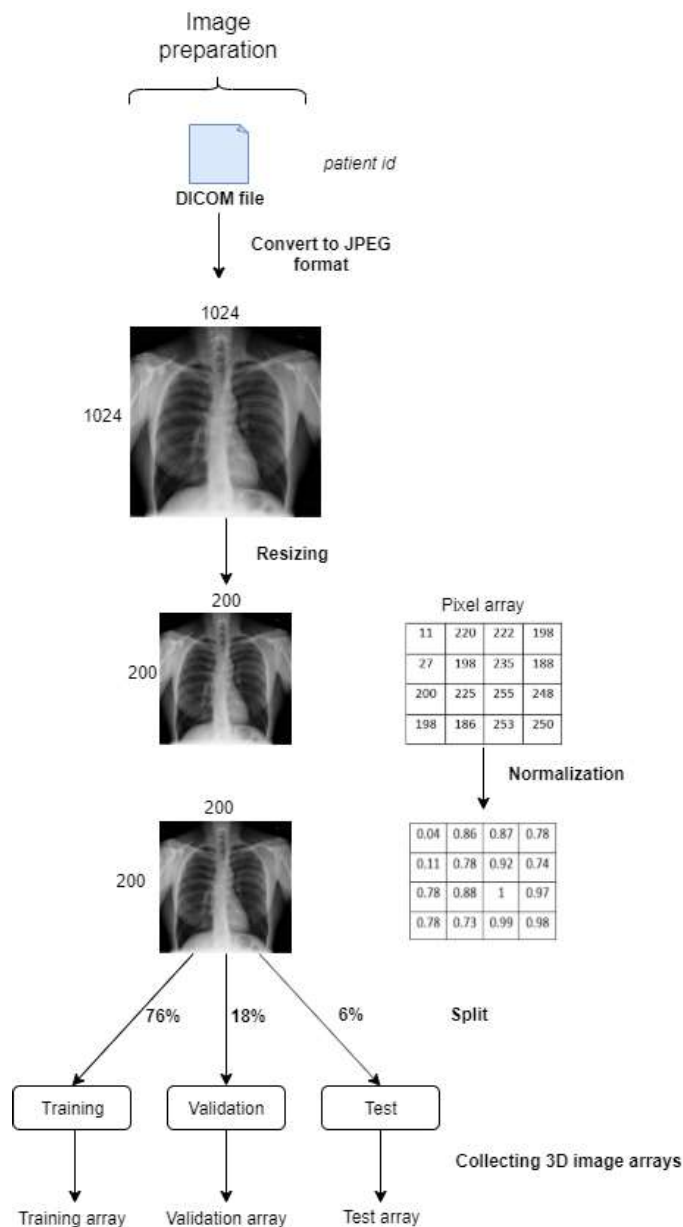 Image
preparation
patient id
DICOM file
Convert to JPEG
format
1024
1024
Resizing
200
200
Pixel array
11 220 222 198
27 198 235 188
200 225 255 248
198 186 253 250
Normalization
200
200
0.04 0.86 0.87 0.78
0.11 0.78 0.92 0.74
0.78 0.88 1 0.97
0.78 0.73 0.99 0.98
76% 18% 6% Split
Training Validation Test
Collecting 3D image arrays
Training array Validation array Test array